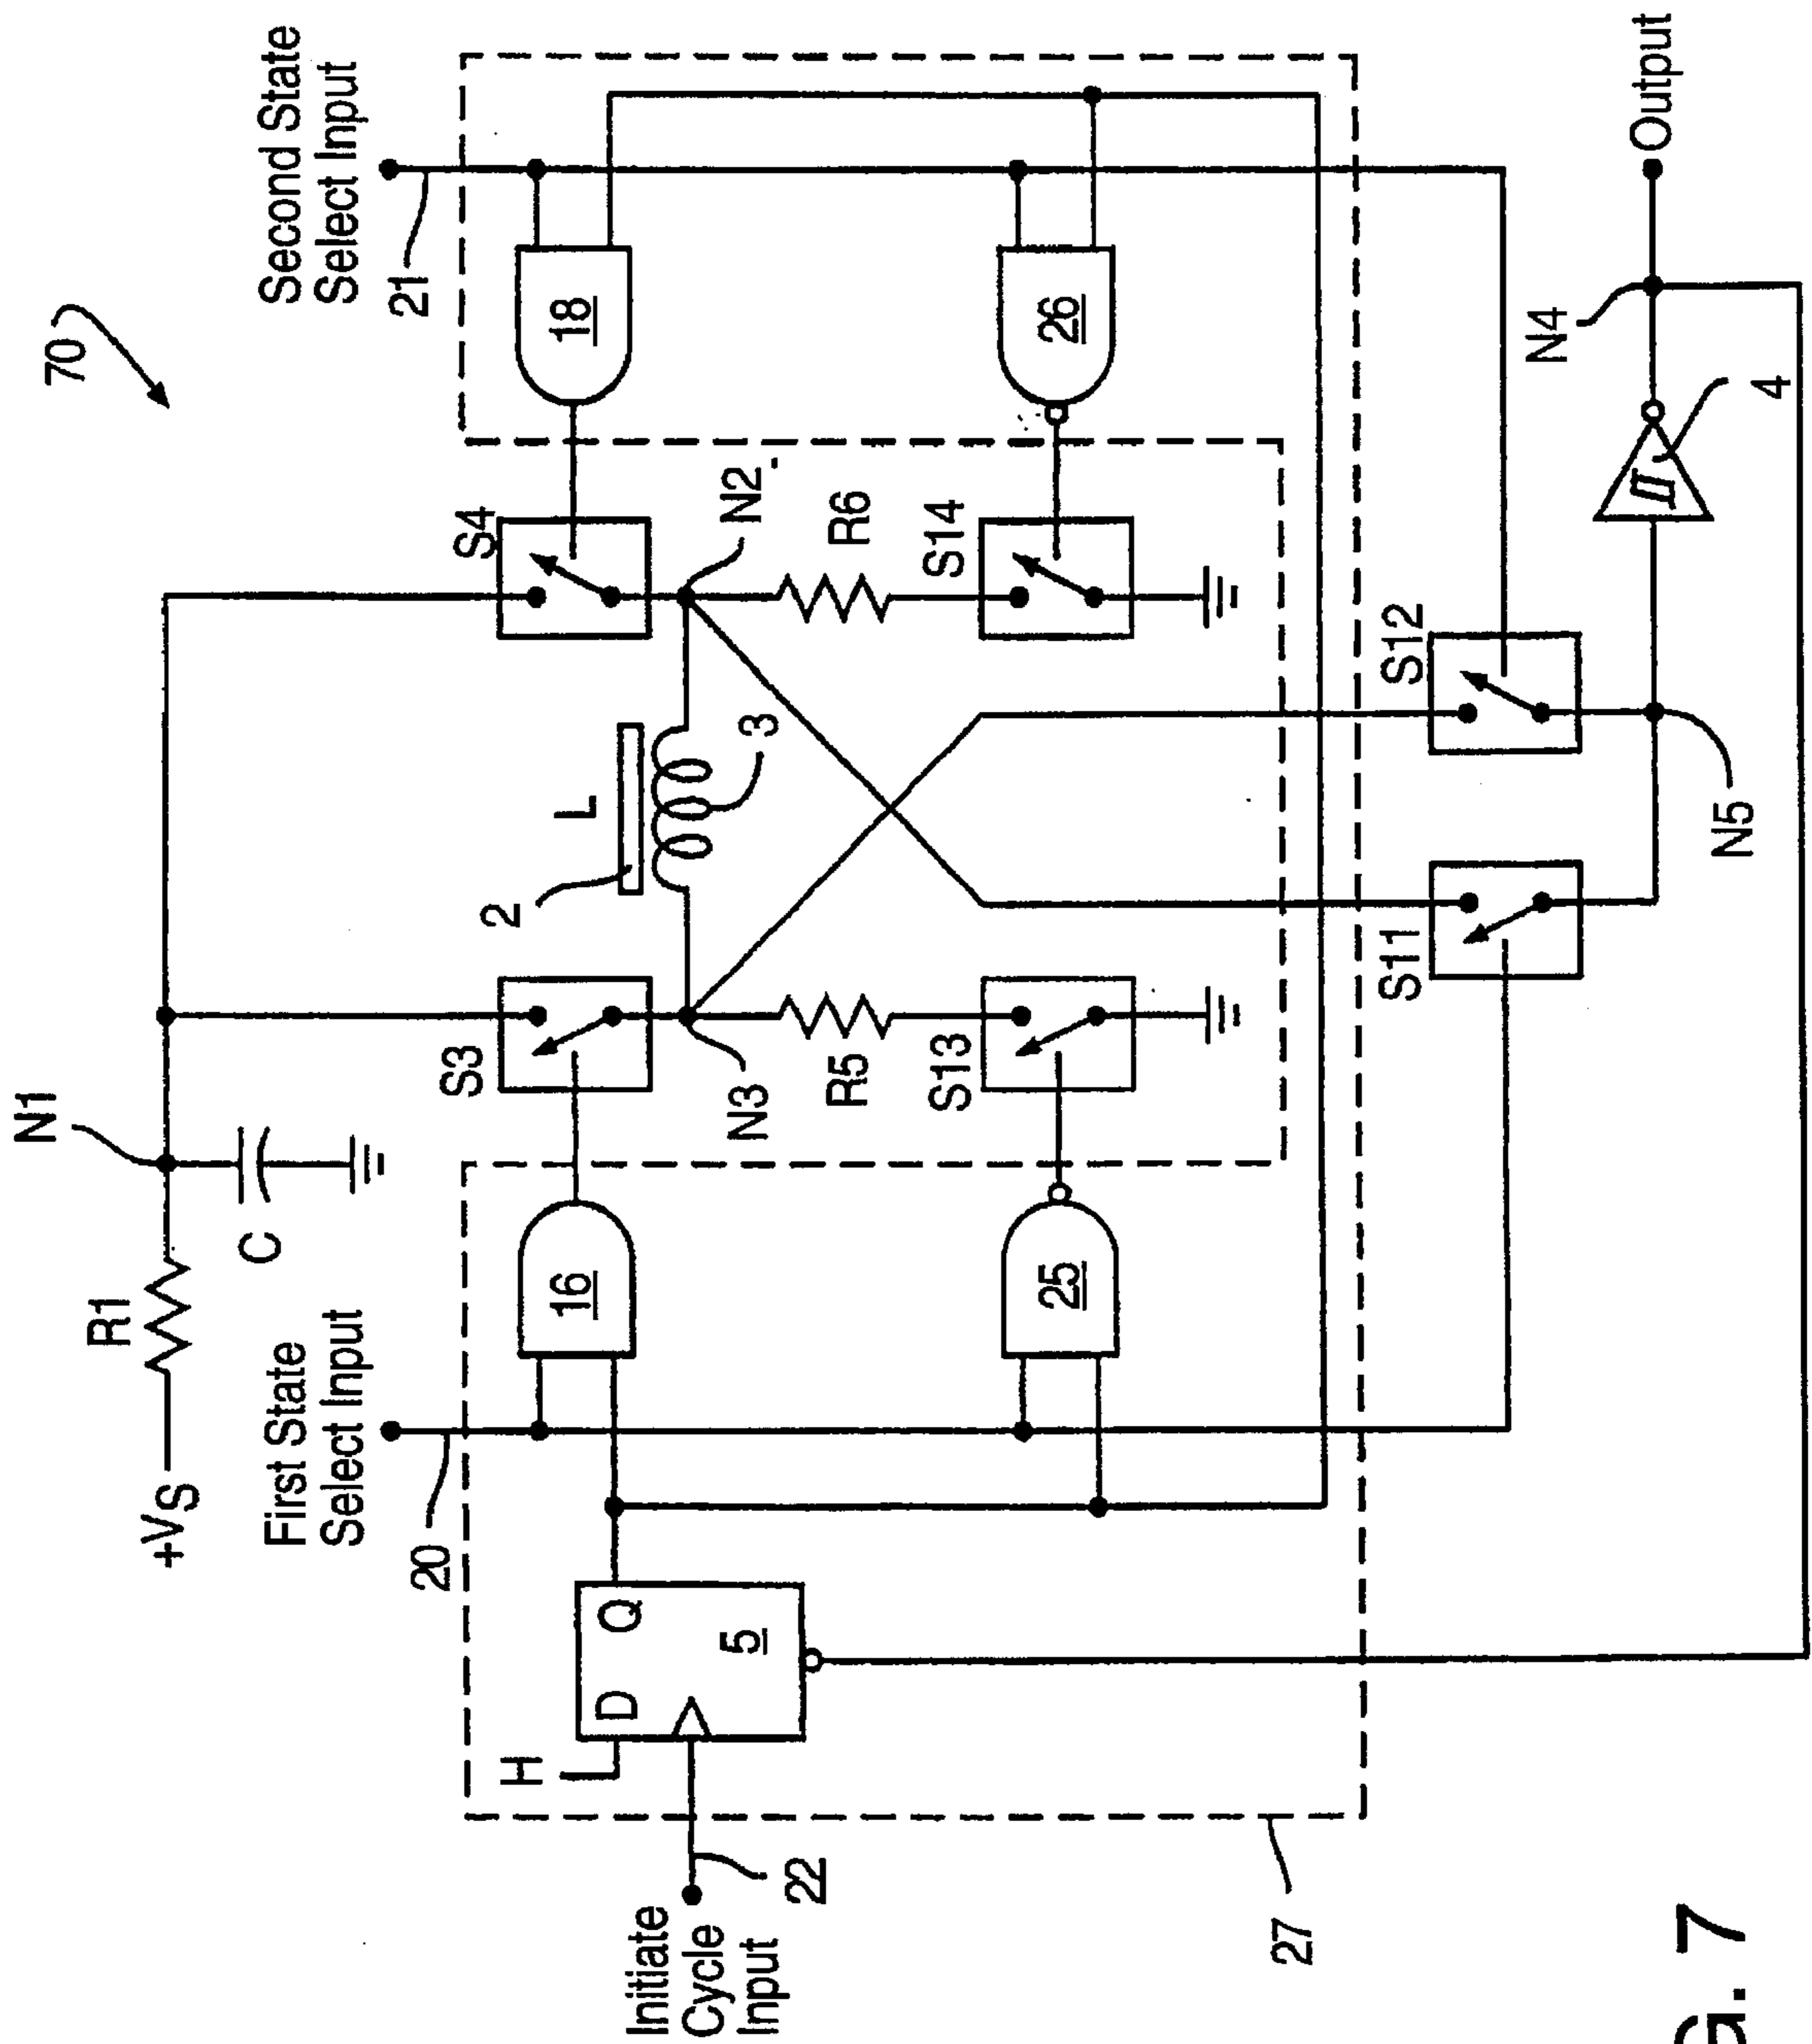 70
N1
R1
+VS
C
First State
Select Input
20
Second State
Select Input
21
S3
S4
16
18
2
L
3
N3
N2
R5
R6
S13
S14
25
26
H
D
Q
5
Initiate
Cycle
Input
22
27
S11
S12
N5
4
N4
Output
G. 7